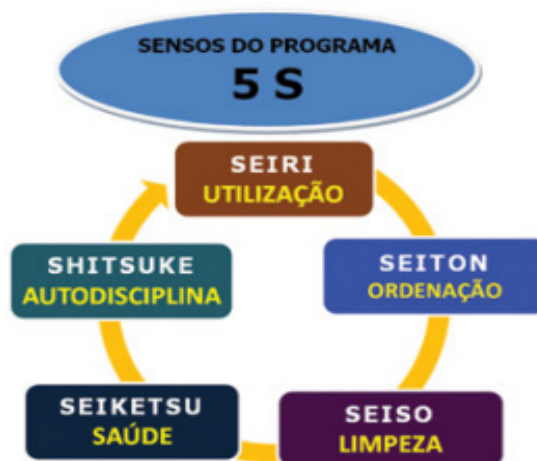 SENSOS DO PROGRAMA
5 S
SEIRI
UTILIZAÇÃO
SEITON
ORDENAÇÃO
SEISO
LIMPEZA
SEIKETSU
SAÚDE
SHITSUKE
AUTODISCIPLINA